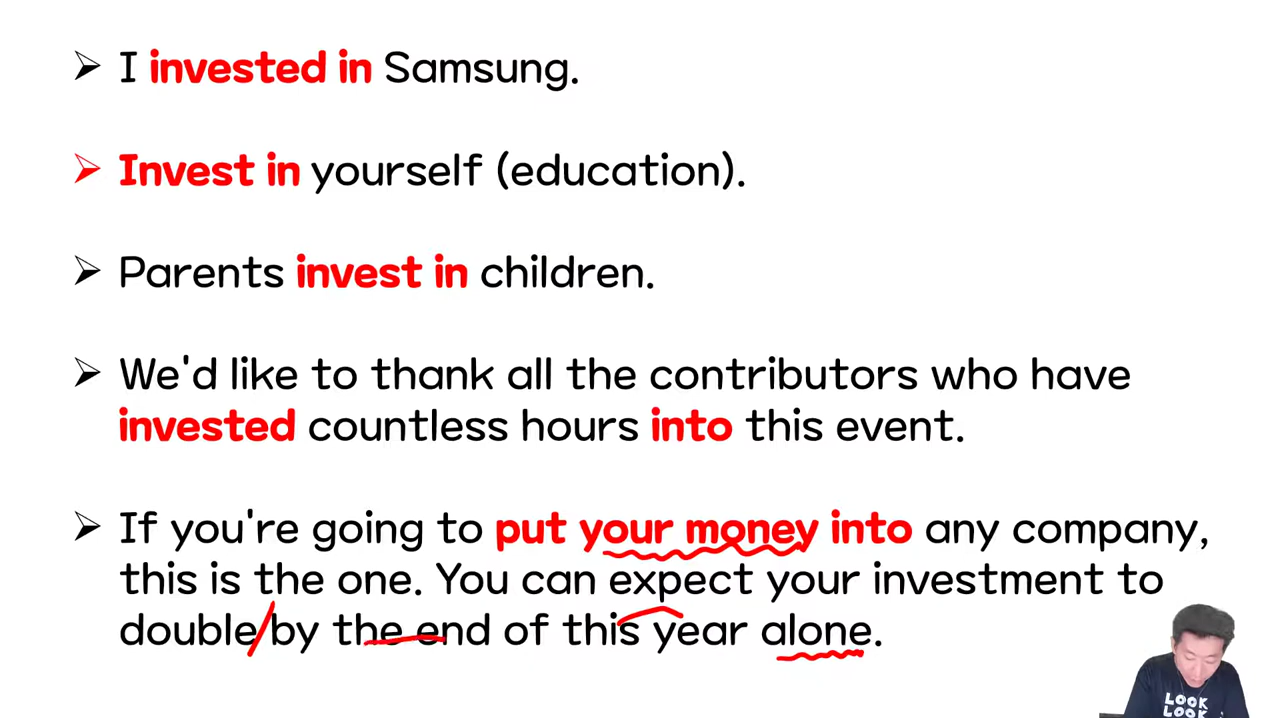 ➢ I invested in Samsung.
➢ Invest in yourself (education).
➢ Parents invest in children.
➢ We'd like to thank all the contributors who have
invested countless hours into this event.
➢ If you're going to put your money into any company,
this is the one. You can expect your investment to
double/by the end of this year alone.
LOOK
LOOK